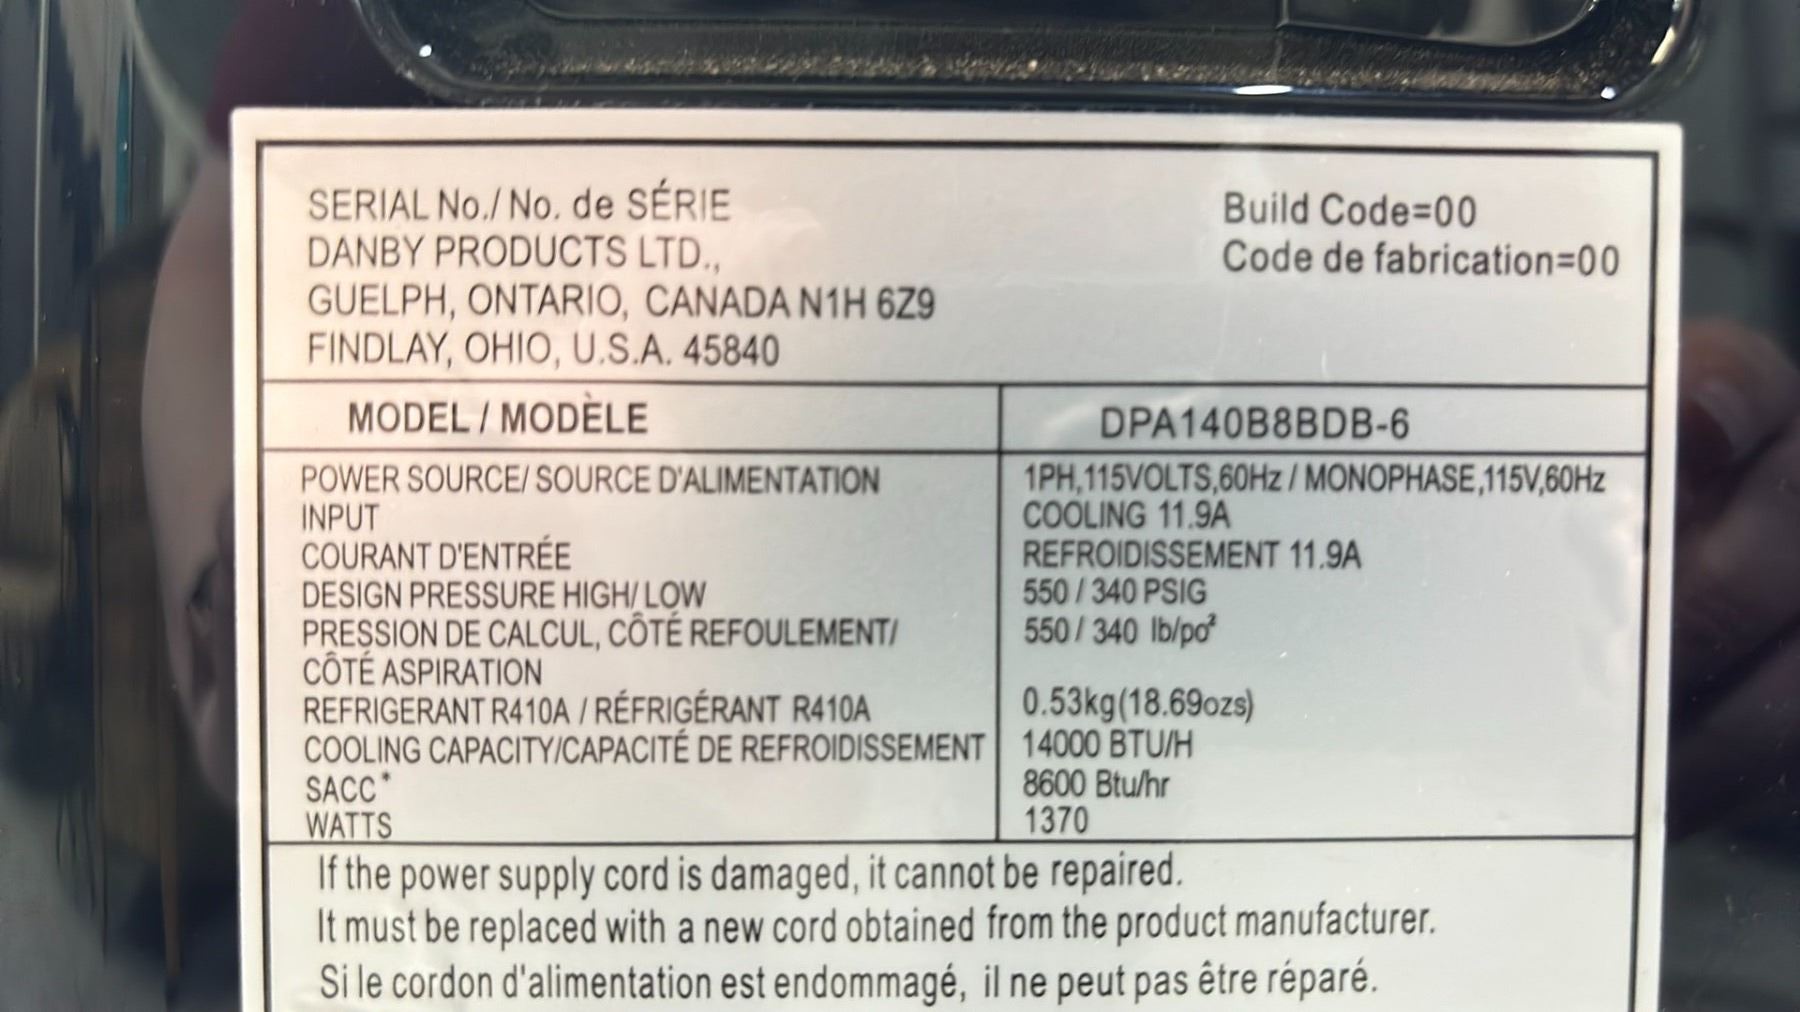 SERIAL No./ No. de SÉRIE
DANBY PRODUCTS LTD.,
GUELPH, ONTARIO, CANADA N1H 6Z9
FINDLAY, OHIO, U.S.A. 45840
Build Code=00
Code de fabrication=00
MODEL / MODÈLE DPA140B8BDB-6
POWER SOURCE/ SOURCE D'ALIMENTATION 1PH,115VOLTS,60Hz / MONOPHASE,115V,60Hz
INPUT COOLING 11.9A
COURANT D'ENTRÉE REFROIDISSEMENT 11.9A
DESIGN PRESSURE HIGH/ LOW 550 / 340 PSIG
PRESSION DE CALCUL, CÔTÉ REFOULEMENT/ 550 / 340 lb/po²
CÔTÉ ASPIRATION
REFRIGERANT R410A / RÉFRIGÉRANT R410A 0.53kg(18.69ozs)
COOLING CAPACITY/CAPACITÉ DE REFROIDISSEMENT 14000 BTU/H
SACC* 8600 Btu/hr
WATTS 1370
If the power supply cord is damaged, it cannot be repaired.
It must be replaced with a new cord obtained from the product manufacturer.
Si le cordon d'alimentation est endommagé, il ne peut pas être réparé.